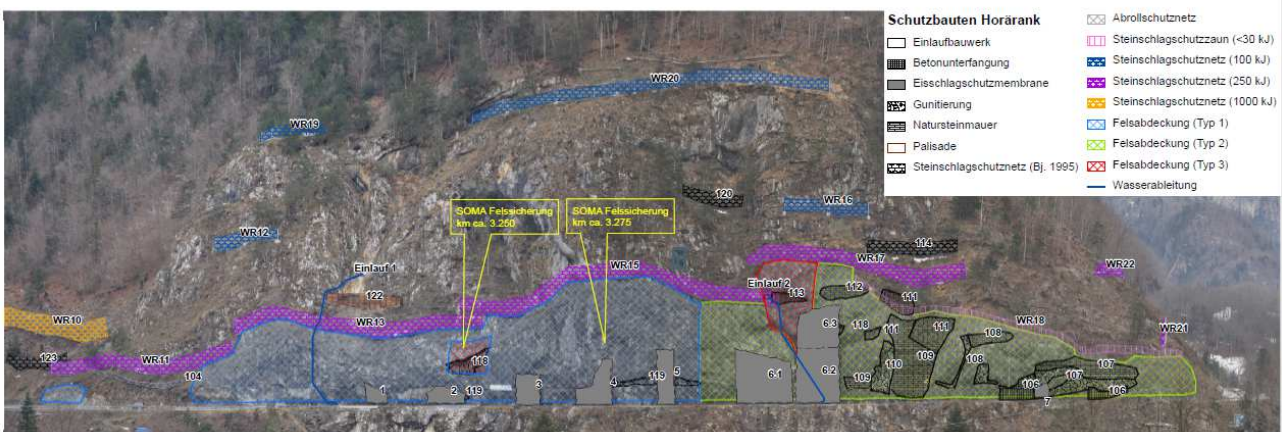 Schutzbauten Horärank
Einlaufbauwerk
Betonunterfangung
Eisschlagschutzmembrane
Gunitierung
Natursteinmauer
Palisade
Steinschlagschutznetz (Bj. 1995)
Abrollschutznetz
Steinschlagschutzzaun (<30 kJ)
Steinschlagschutznetz (100 kJ)
Steinschlagschutznetz (250 kJ)
Steinschlagschutznetz (1000 kJ)
Felsabdeckung (Typ 1)
Felsabdeckung (Typ 2)
Felsabdeckung (Typ 3)
Wasserableitung
WR20
WR19
120
WR16
SOMA Felssicherung
km ca. 3.250
SOMA Felssicherung
km ca. 3.275
WR12
114
WR17
WR15
WR22
Einlauf 1
Einlauf 2
122
113
112
111
WR10
WR13
WR18
6.3
118
111
111
108
WR21
123
WR11
118
104
6.1
6.2
110
109
108
107
107
109
119
5
1
2
119
3
4
106
106
7